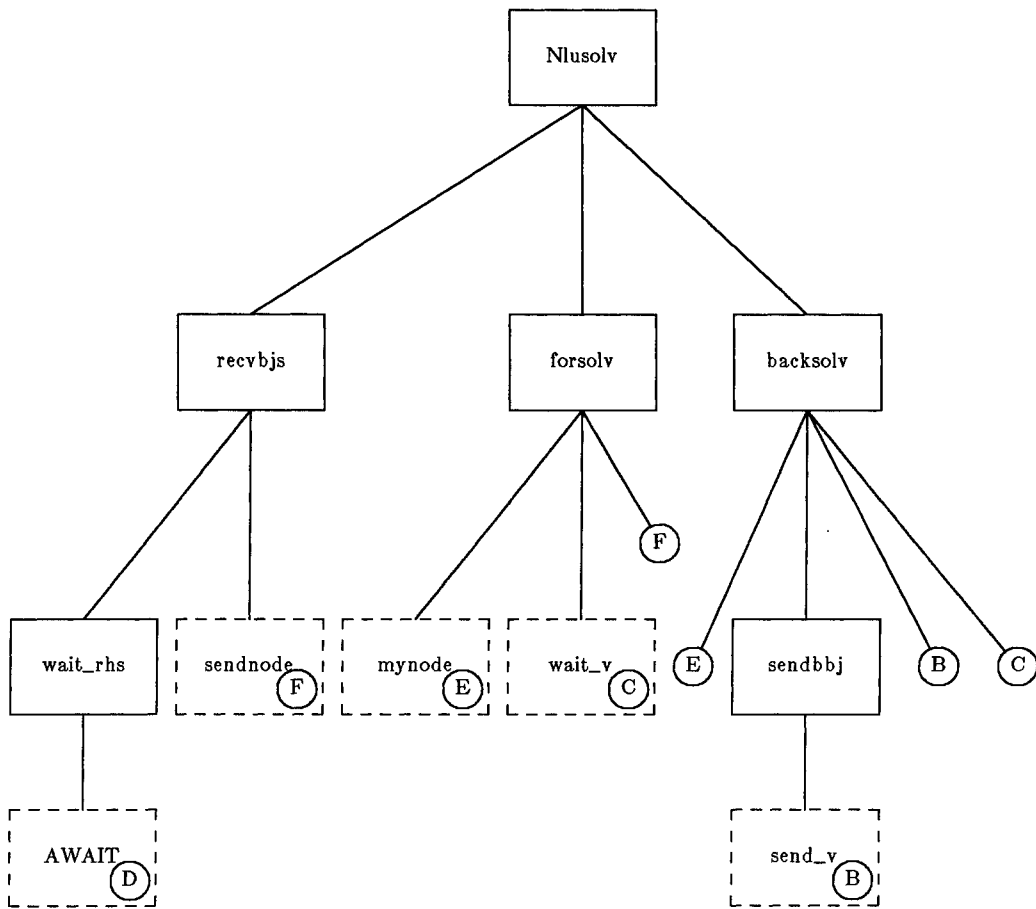 Nlusolv
recvbjs
forsolv
backsolv
F
wait_rhs
sendnode
F
mynode
E
wait_v
C
E
sendbbj
B
C
AWAIT
D
send_v
B